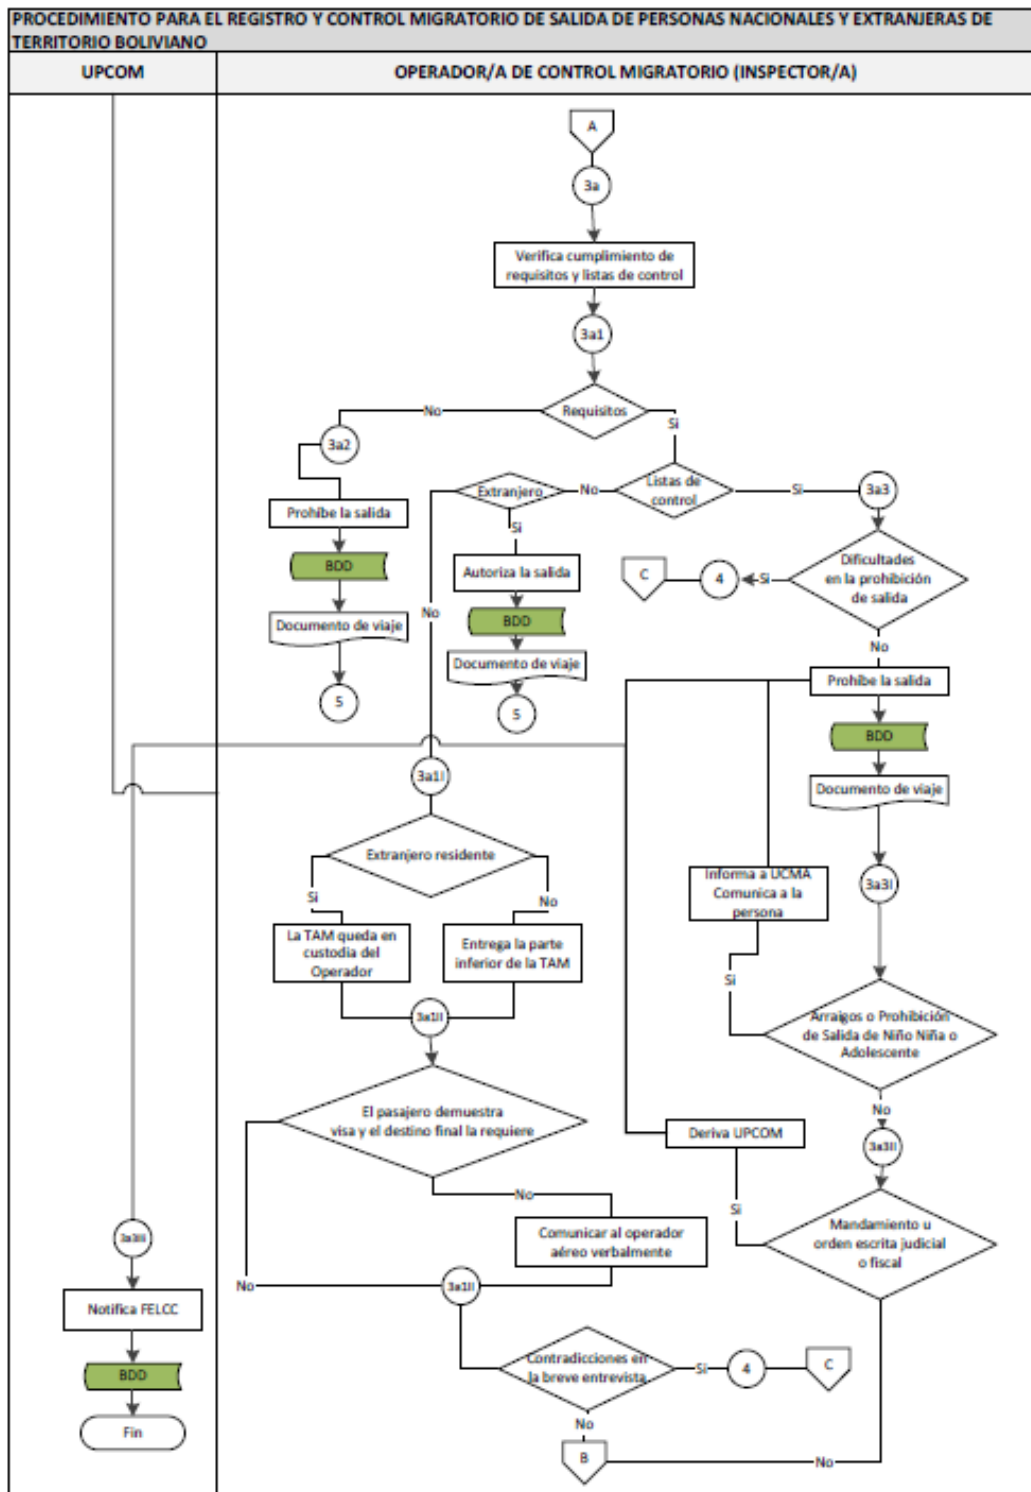 PROCEDIMIENTO PARA EL REGISTRO Y CONTROL MIGRATORIO DE SALIDA DE PERSONAS NACIONALES Y EXTRANJERAS DE
TERRITORIO BOLIVIANO
UPCOM
OPERADOR/A DE CONTROL MIGRATORIO (INSPECTOR/A)
A
3a
Verifica cumplimiento de
requisitos y listas de control
3a1
Requisitos
No
Si
3a2
Listas de
control
No
Si
Extranjero
3a3
Prohíbe la salida
Si
BDD
Autoriza la salida
Dificultades
en la prohibición
de salida
Si
4
C
No
Documento de viaje
BDD
No
Documento de viaje
Prohíbe la salida
5
5
BDD
3a1I
Documento de viaje
Extranjero residente
Informa a UCMA
Comunica a la
persona
3a3I
Si
No
La TAM queda en
custodia del
Operador
Entrega la parte
inferior de la TAM
Si
3a1II
Arraigos o Prohibición
de Salida de Niño Niña o
Adolescente
El pasajero demuestra
visa y el destino final la requiere
No
Deriva UPCOM
3a3II
No
Si
Comunicar al operador
aéreo verbalmente
Mandamiento u
orden escrita judicial
o fiscal
3a3III
No
3a1II
Notifica FELCC
Contradicciones en
la breve entrevista
Si
4
C
BDD
Fin
No
B
No